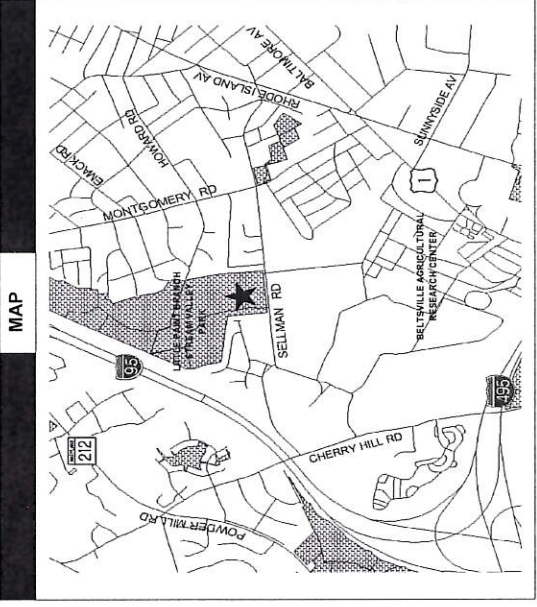 MAP
EMACK RD
HOWARD RD
MONTGOMERY RD
RHODE ISLAND AV
BALTIMORE AV
SUNNYSIDE AV
1
LITTLE PAINT BRANCH
STREAM VALLEY
PARK
SELLMAN RD
BELTSVILLE AGRICULTURAL
RESEARCH CENTER
95
MARYLAND
212
POWDER MILL RD
CHERRY HILL RD
495